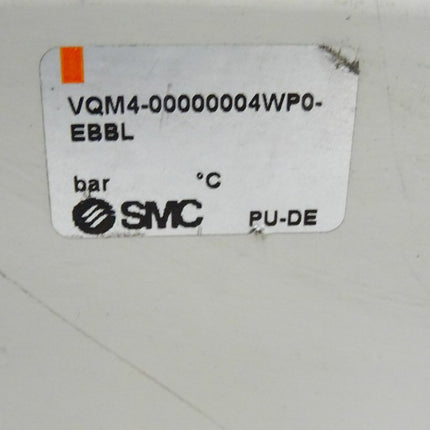 VQM4-00000004WP0-
EBBL
bar °C
SMC PU-DE